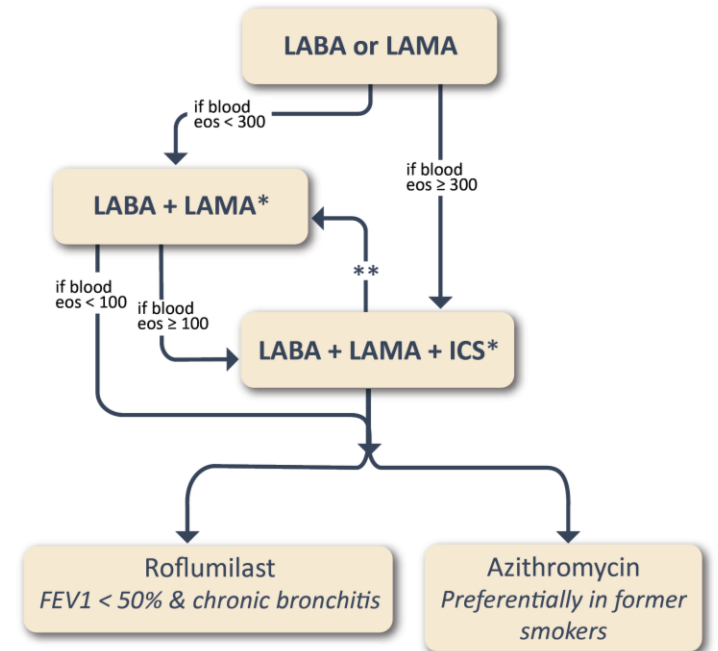 LABA or LAMA
if blood
eos < 300
if blood
eos ≥ 300
LABA + LAMA*
**
if blood
eos < 100
if blood
eos ≥ 100
LABA + LAMA + ICS*
Roflumilast
FEV1 < 50% & chronic bronchitis
Azithromycin
Preferentially in former
smokers